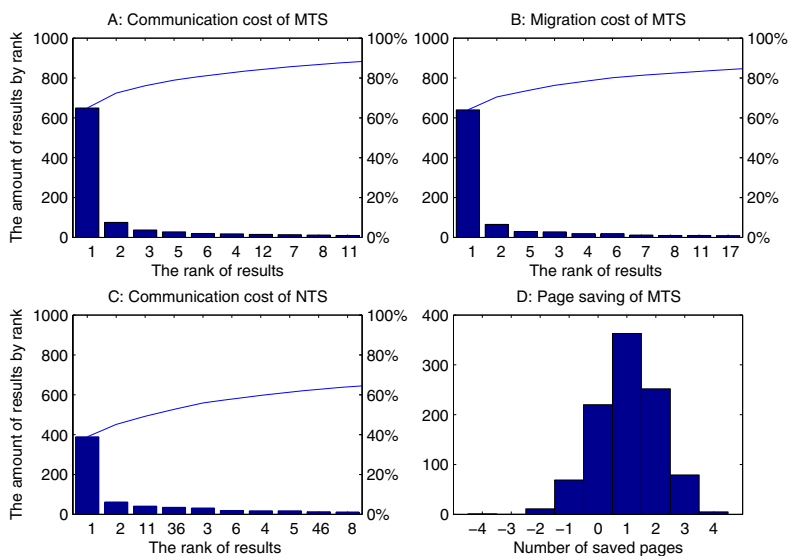 A: Communication cost of MTS
The amount of results by rank
1000
800
600
400
200
0
100%
80%
60%
40%
20%
0%
1 2 3 5 6 4 12 7 8 11
The rank of results
B: Migration cost of MTS
1000
800
600
400
200
0
100%
80%
60%
40%
20%
0%
1 2 5 3 4 6 7 8 11 17
The rank of results
C: Communication cost of NTS
The amount of results by rank
1000
800
600
400
200
0
100%
80%
60%
40%
20%
0%
1 2 11 36 3 6 4 5 46 8
The rank of results
D: Page saving of MTS
400
300
200
100
0
−4 −3 −2 −1 0 1 2 3 4
Number of saved pages